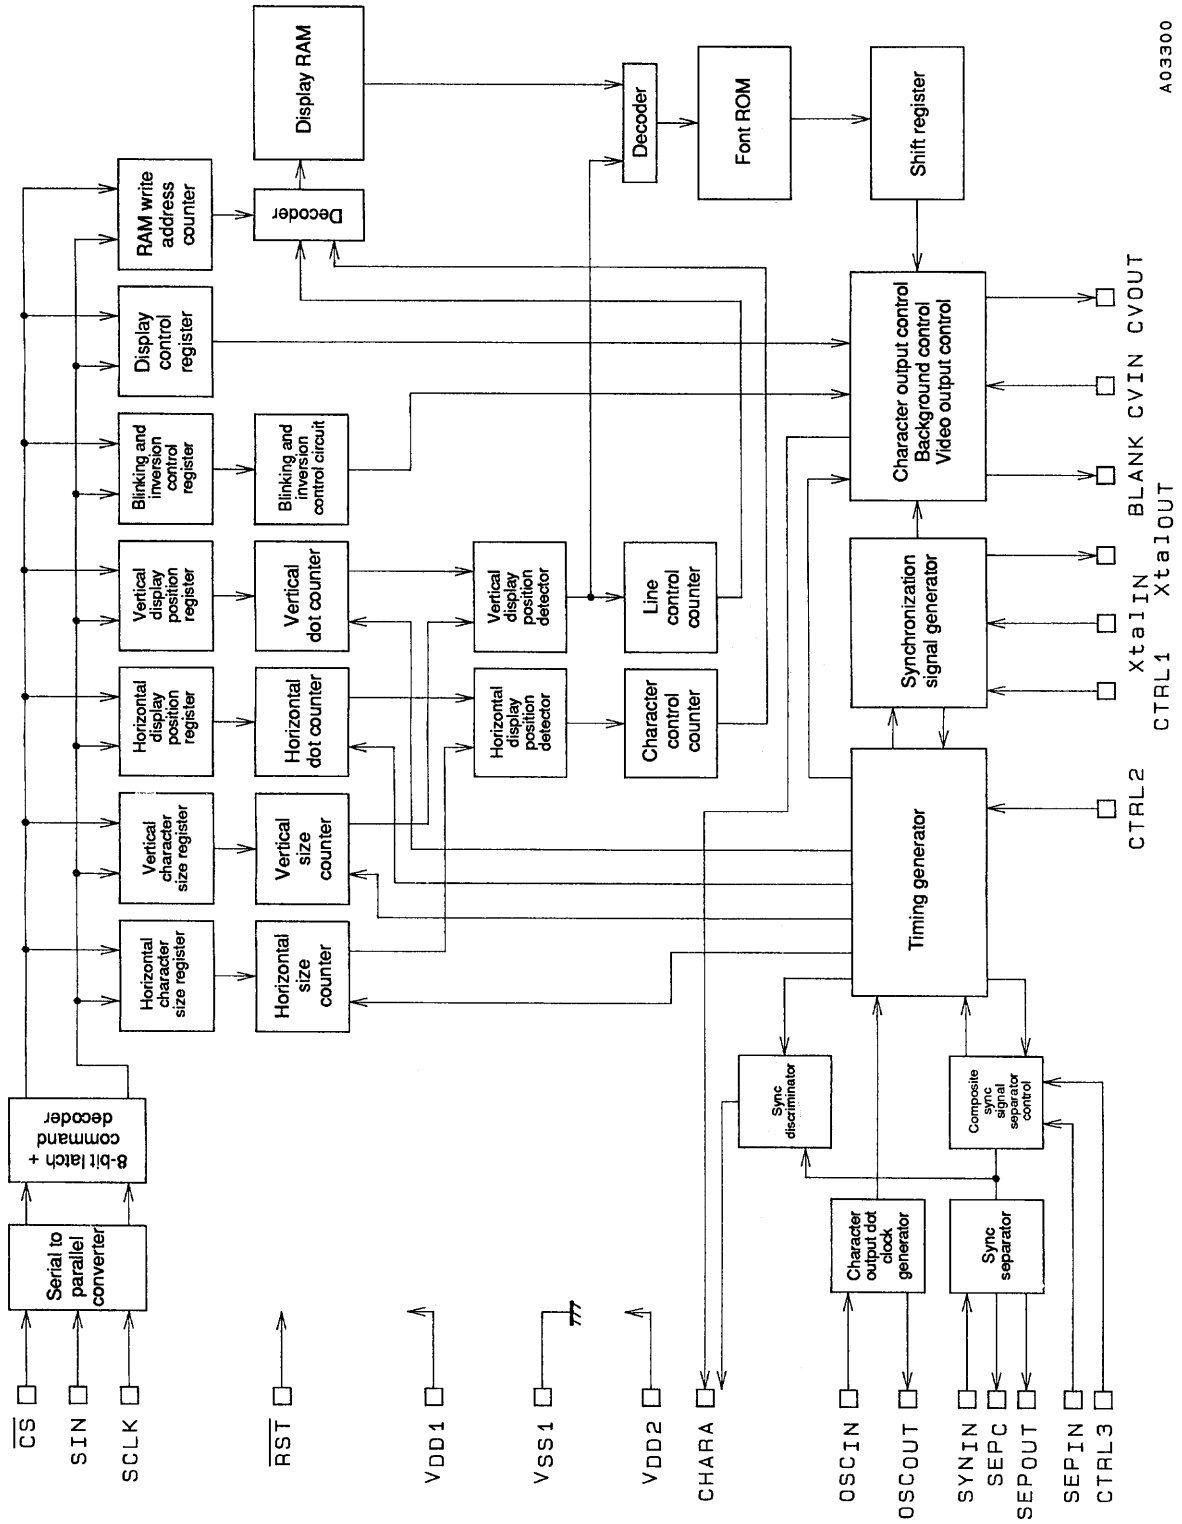 CS
SIN
SCLK
RST
VDD1
VSS1
VDD2
CHARA
OSCIN
OSCOUT
SYNIN
SEPC
SEPOUT
SEPIN
CTRL3
Serial to
parallel
converter
8-bit latch +
command
decoder
Horizontal
character
size register
Vertical
character
size register
Horizontal
display
position
register
Vertical
display
position
register
Blinking and
inversion
control
register
Display
control
register
RAM write
address
counter
Horizontal
size
counter
Vertical
size
counter
Horizontal
dot counter
Vertical
dot counter
Blinking and
inversion
control circuit
Decoder
Display RAM
Horizontal
display
position
detector
Vertical
display
position
detector
Character
control
counter
Line
control
counter
Decoder
Font ROM
Shift register
Sync
discriminator
Character
output dot
clock
generator
Sync
separator
Composite
sync
signal
separator
control
Timing generator
Synchronization
signal generator
Character output control
Background control
Video output control
CTRL2
CTRL1
XtalIN
XtalOUT
BLANK
CVIN
CVOUT
A03300